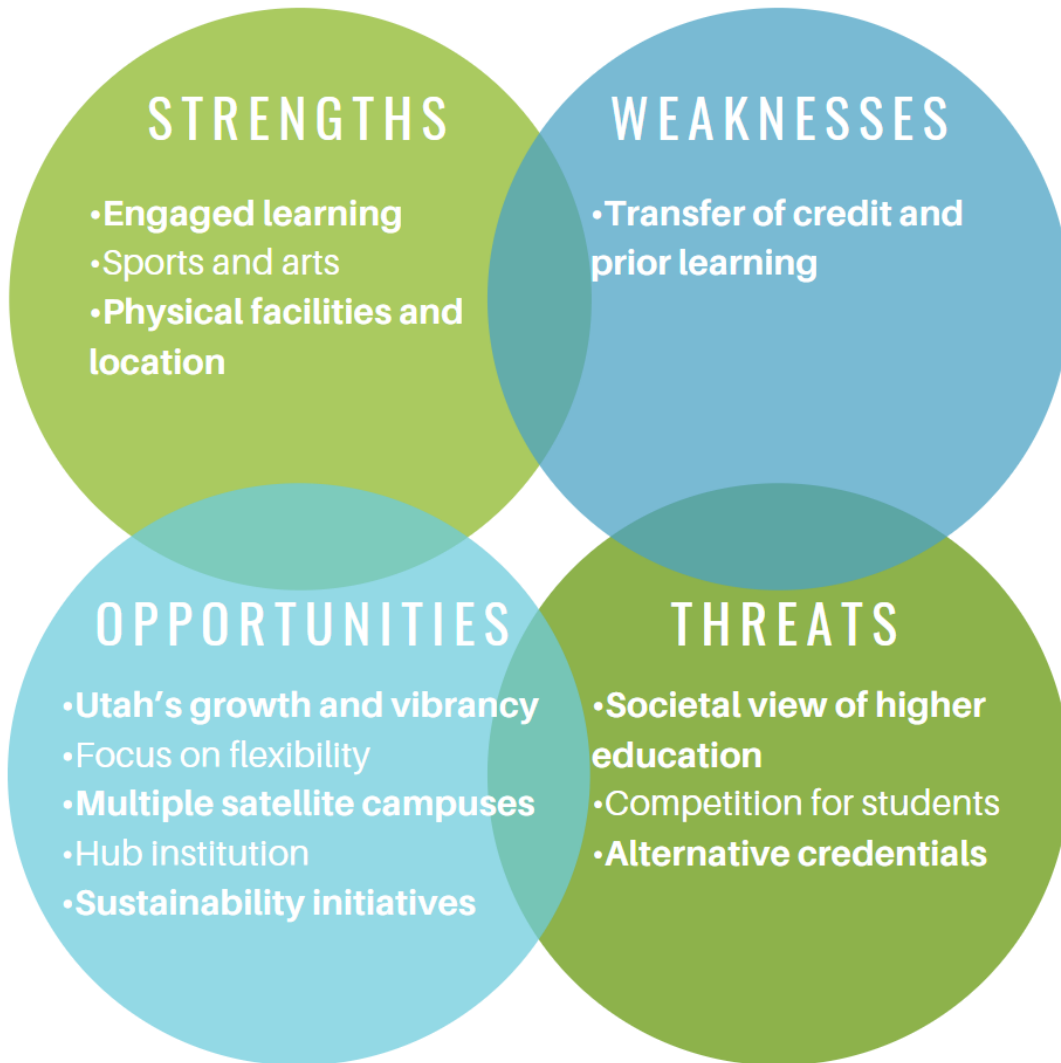 STRENGTHS
•Engaged learning
•Sports and arts
•Physical facilities and
location
WEAKNESSES
•Transfer of credit and
prior learning
OPPORTUNITIES
•Utah’s growth and vibrancy
•Focus on flexibility
•Multiple satellite campuses
•Hub institution
•Sustainability initiatives
THREATS
•Societal view of higher
education
•Competition for students
•Alternative credentials